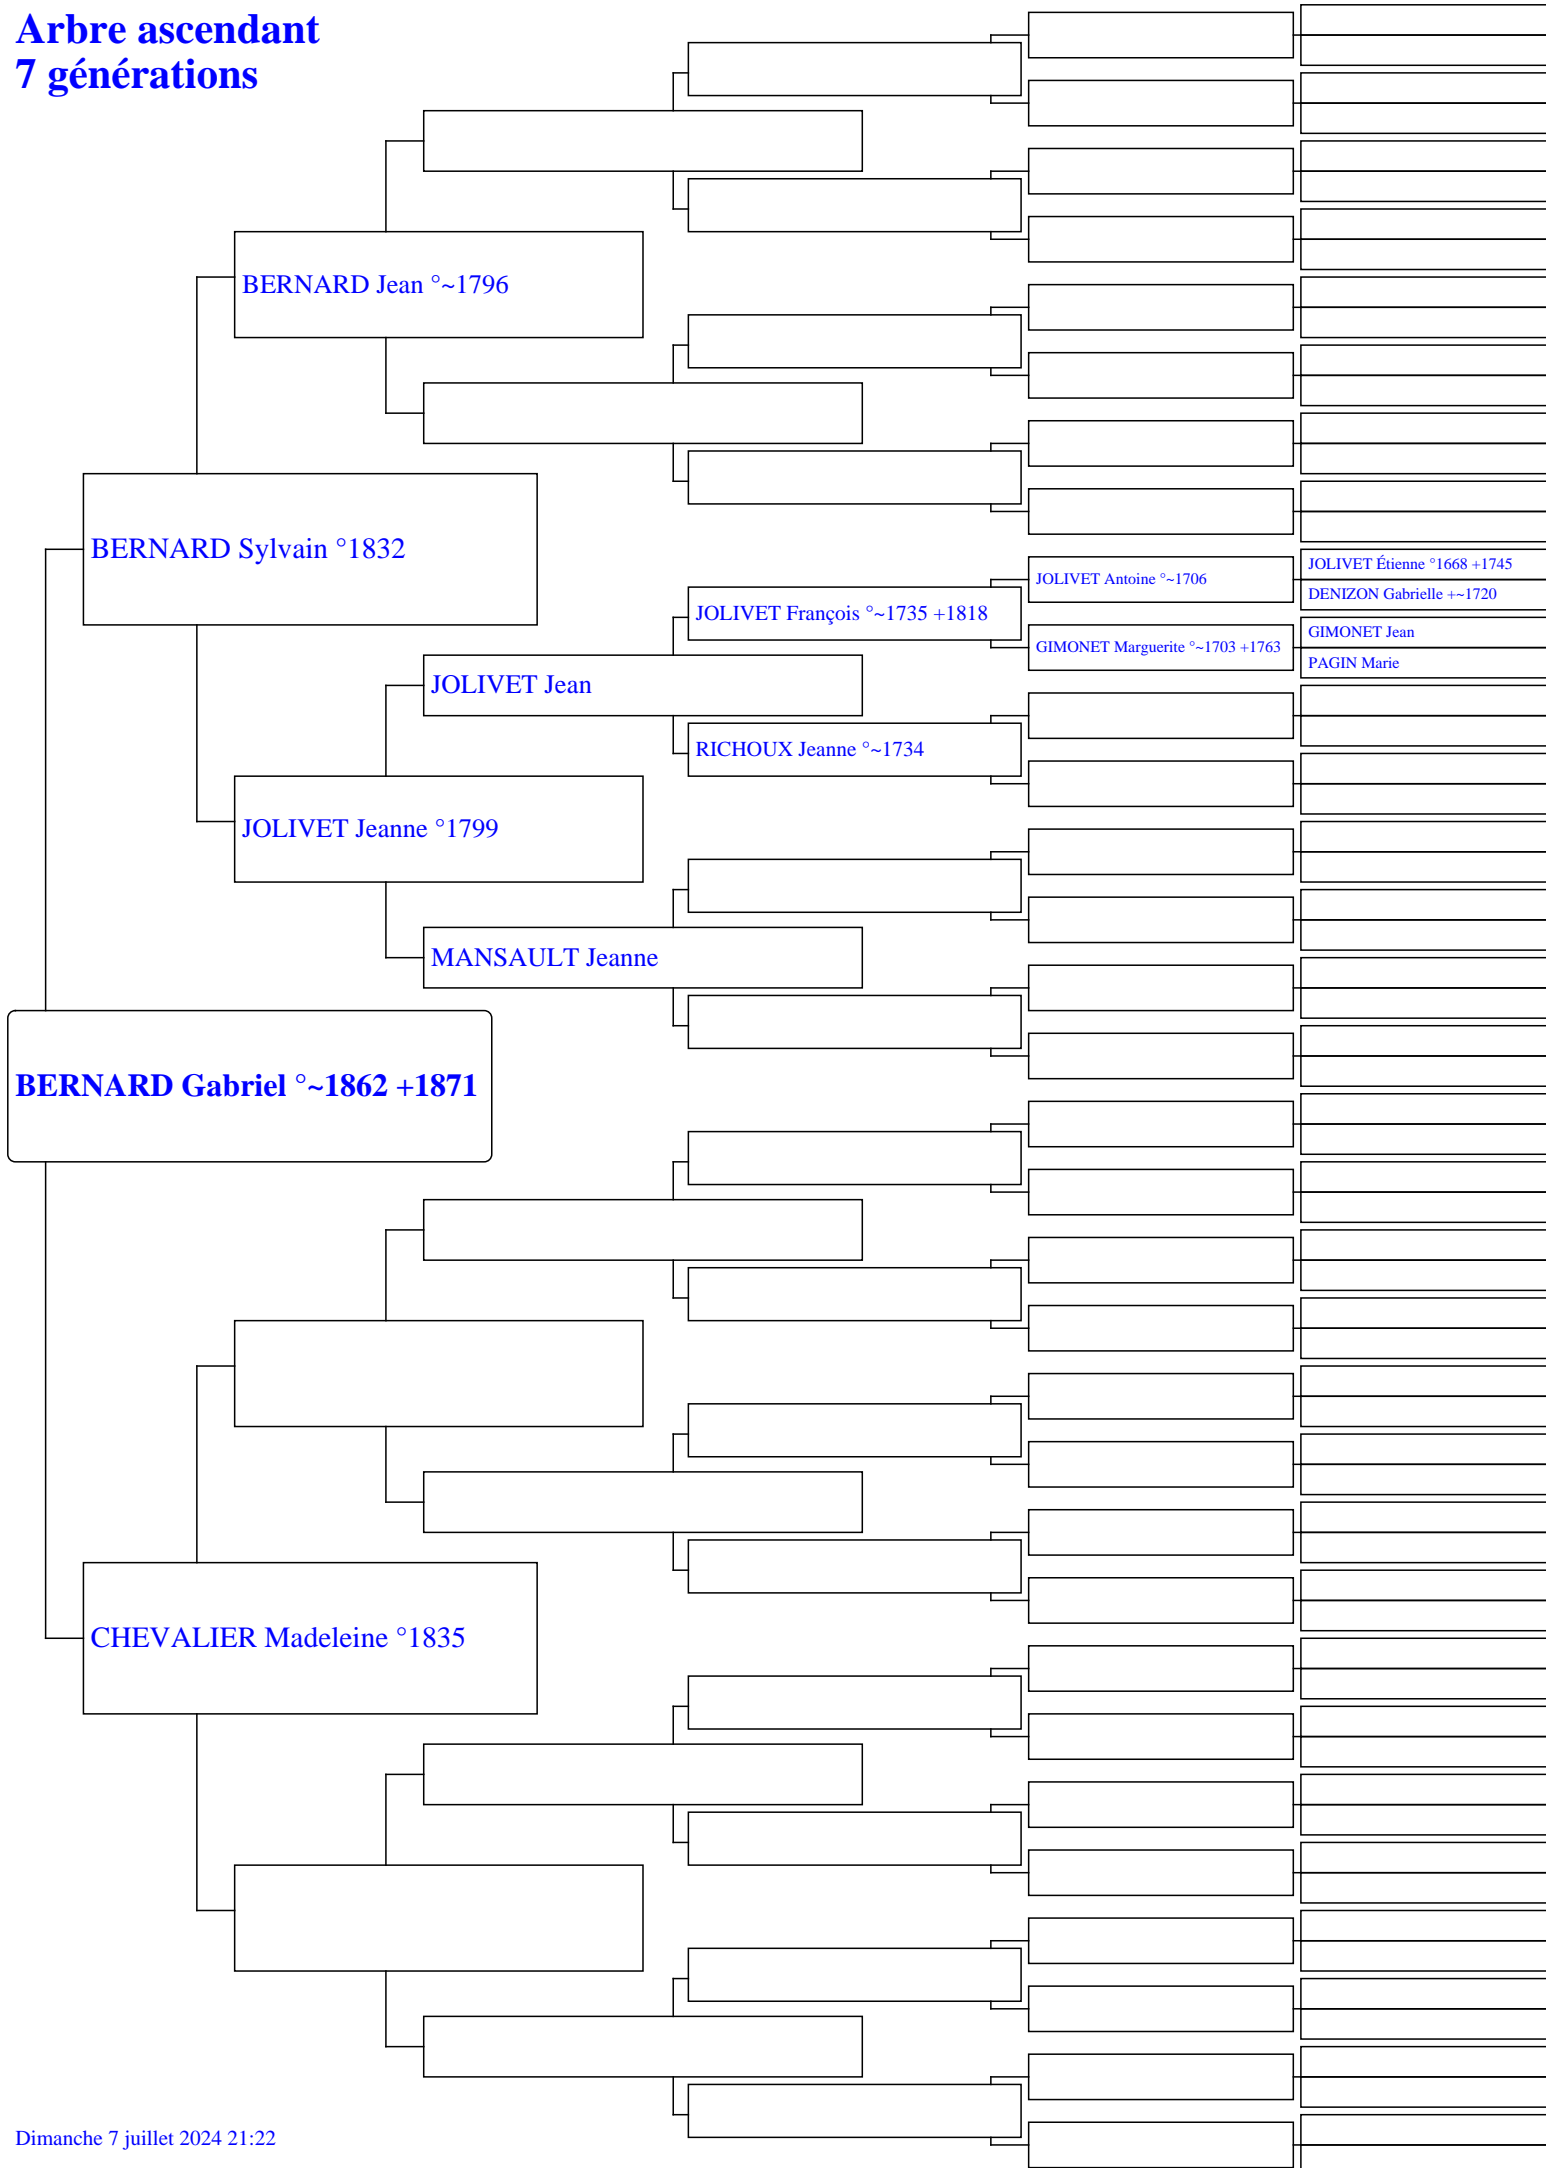 Arbre ascendant
7 générations
BERNARD Jean °~1796
BERNARD Sylvain °1832
JOLIVET Antoine °~1706
JOLIVET Étienne °1668 +1745
DENIZON Gabrielle +~1720
JOLIVET François °~1735 +1818
GIMONET Marguerite °~1703 +1763
GIMONET Jean
PAGIN Marie
JOLIVET Jean
RICHOUX Jeanne °~1734
JOLIVET Jeanne °1799
MANSAULT Jeanne
BERNARD Gabriel °~1862 +1871
CHEVALIER Madeleine °1835
Dimanche 7 juillet 2024 21:22